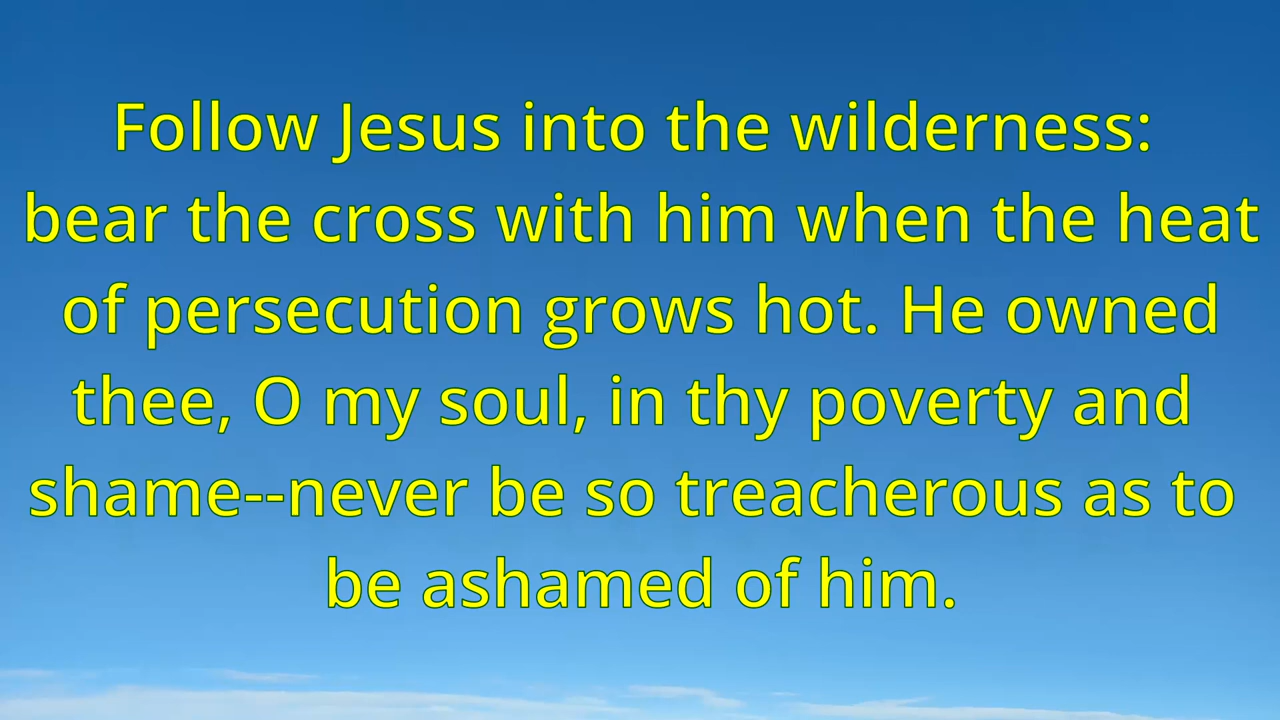 Follow Jesus into the wilderness:
bear the cross with him when the heat
of persecution grows hot. He owned
thee, O my soul, in thy poverty and
shame--never be so treacherous as to
be ashamed of him.